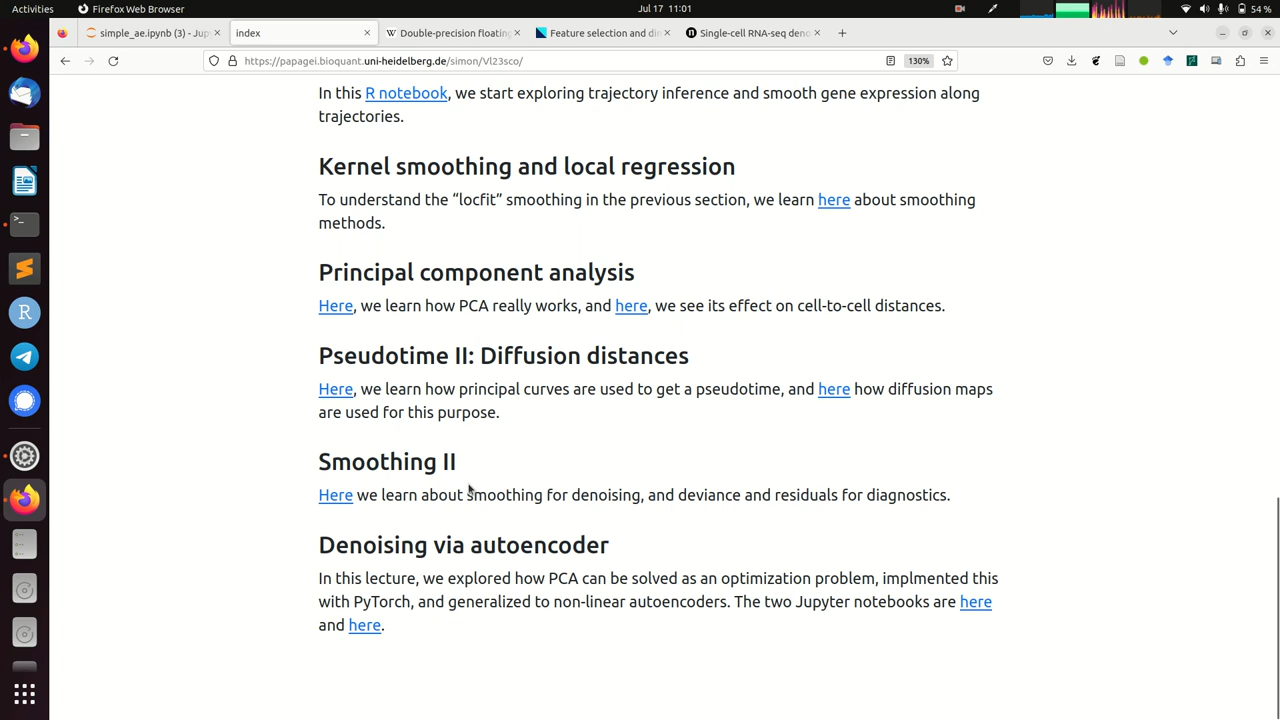 Activities
Firefox Web Browser
Jul 17 11:01
54 %
simple_ae.ipynb (3) - Jup
index
Double-precision floating
Feature selection and di
Single-cell RNA-seq deno
https://papagei.bioquant.uni-heidelberg.de/simon/Vl23sco/
130%
In this R notebook, we start exploring trajectory inference and smooth gene expression along
trajectories.
Kernel smoothing and local regression
To understand the “locfit” smoothing in the previous section, we learn here about smoothing
methods.
Principal component analysis
Here, we learn how PCA really works, and here, we see its effect on cell-to-cell distances.
Pseudotime II: Diffusion distances
Here, we learn how principal curves are used to get a pseudotime, and here how diffusion maps
are used for this purpose.
Smoothing II
Here we learn about smoothing for denoising, and deviance and residuals for diagnostics.
Denoising via autoencoder
In this lecture, we explored how PCA can be solved as an optimization problem, implmented this
with PyTorch, and generalized to non-linear autoencoders. The two Jupyter notebooks are here
and here.